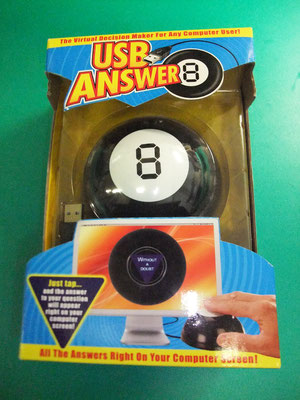 The Virtual Decision Maker For Any Computer User!
USB
ANSWER 8
8
WITHOUT
A
DOUBT
Just tap...
and the answer
to your question
will appear
right on your
computer
screen!
All The Answers Right On Your Computer Screen!